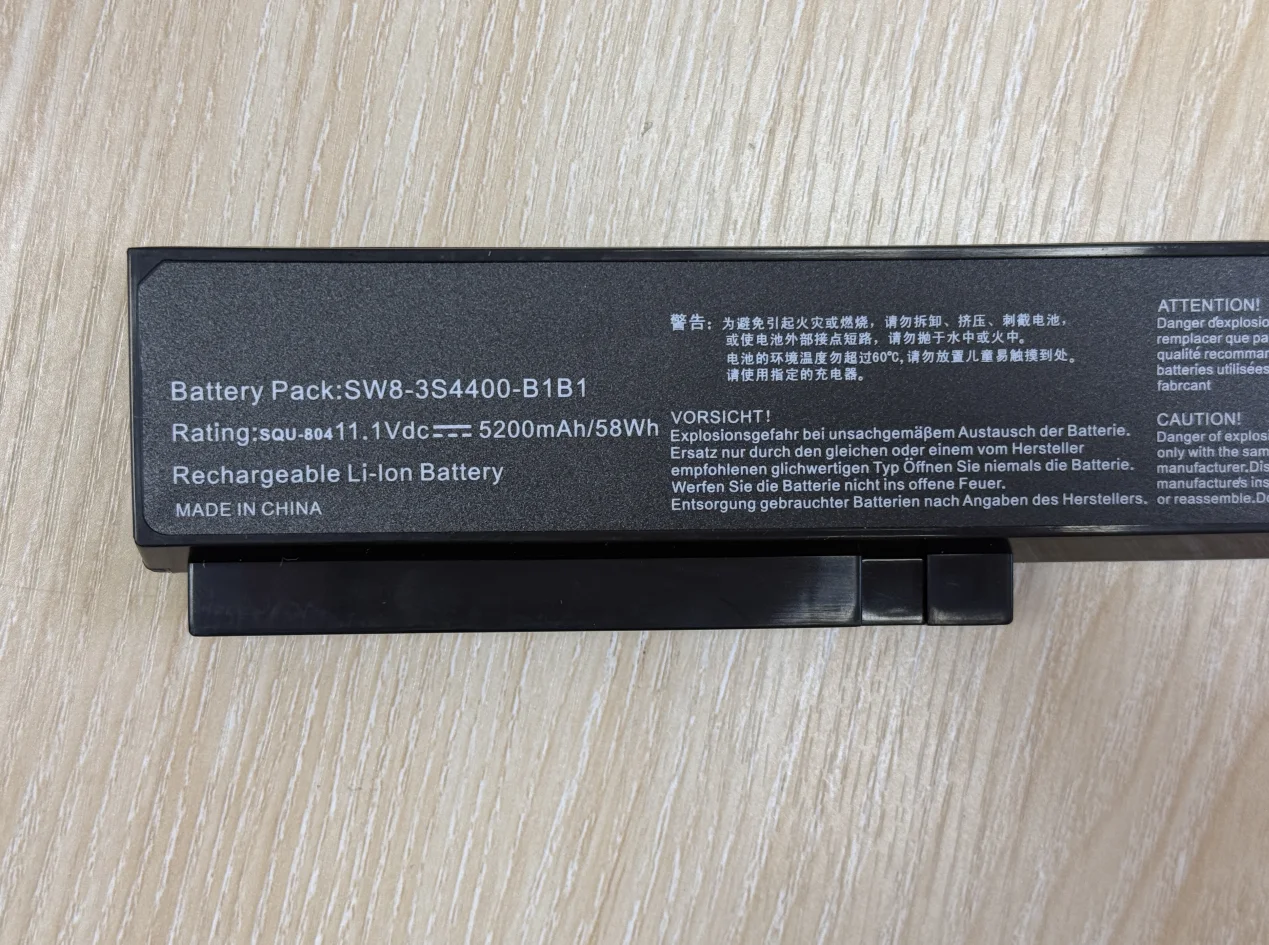 Battery Pack:SW8-3S4400-B1B1
Rating:SQU-804 11.1Vdc 5200mAh/58Wh
Rechargeable Li-Ion Battery
MADE IN CHINA
警告：为避免引起火灾或燃烧，请勿拆卸、挤压、刺戳电池，
或使电池外部接点短路，请勿抛于水中或火中。
电池的环境温度勿超过60℃,请勿放置儿童易触摸到处。
请使用指定的充电器。
VORSICHT!
Explosionsgefahr bei unsachgemäβem Austausch der Batterie.
Ersatz nur durch den gleichen oder einem vom Hersteller
empfohlenen glichwertigen Typ Öffnen Sie niemals die Batterie.
Werfen Sie die Batterie nicht ins offene Feuer.
Entsorgung gebrauchter Batterien nach Angaben des Herstellers.
ATTENTION!
Danger d'explosio
remplacer que pa
qualité recomman
batteries utilisées
fabrcant
CAUTION!
Danger of explos
only with the sam
manufacturer.Dis
manufacture's ins
or reassemble.Do